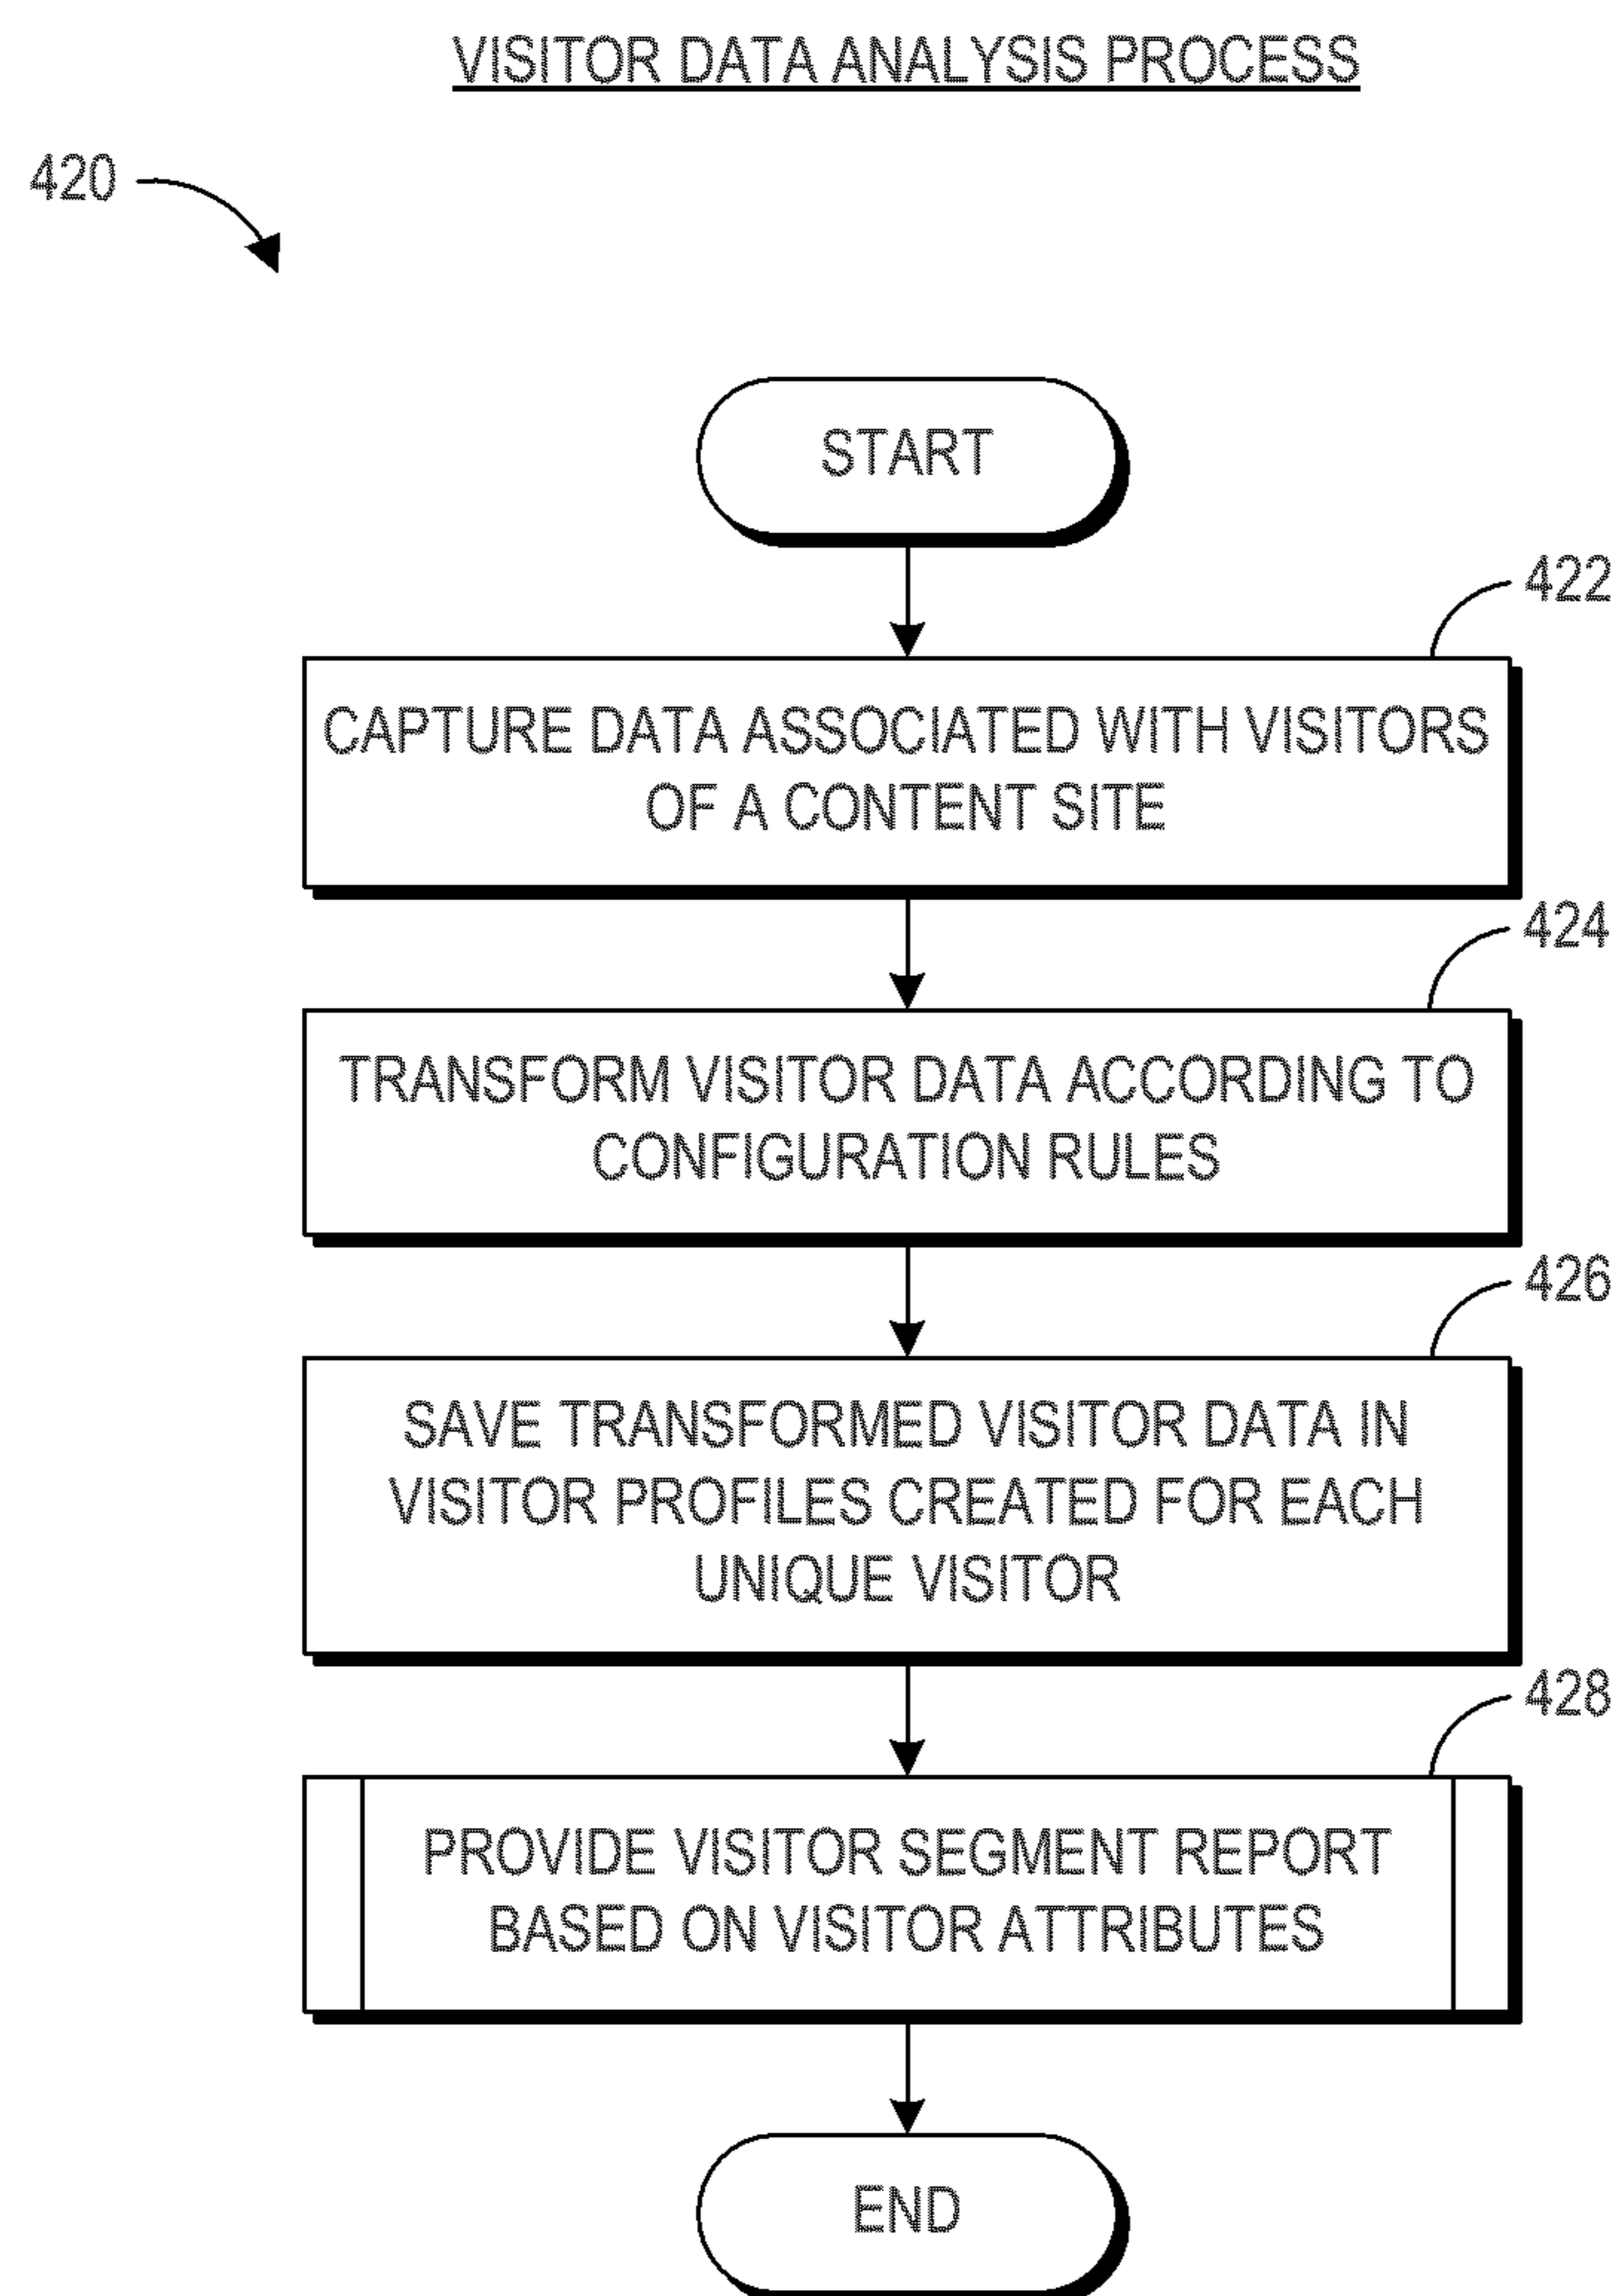 VISITOR DATA ANALYSIS PROCESS
420
START
422
CAPTURE DATA ASSOCIATED WITH VISITORS
OF A CONTENT SITE
424
TRANSFORM VISITOR DATA ACCORDING TO
CONFIGURATION RULES
426
SAVE TRANSFORMED VISITOR DATA IN
VISITOR PROFILES CREATED FOR EACH
UNIQUE VISITOR
428
PROVIDE VISITOR SEGMENT REPORT
BASED ON VISITOR ATTRIBUTES
END